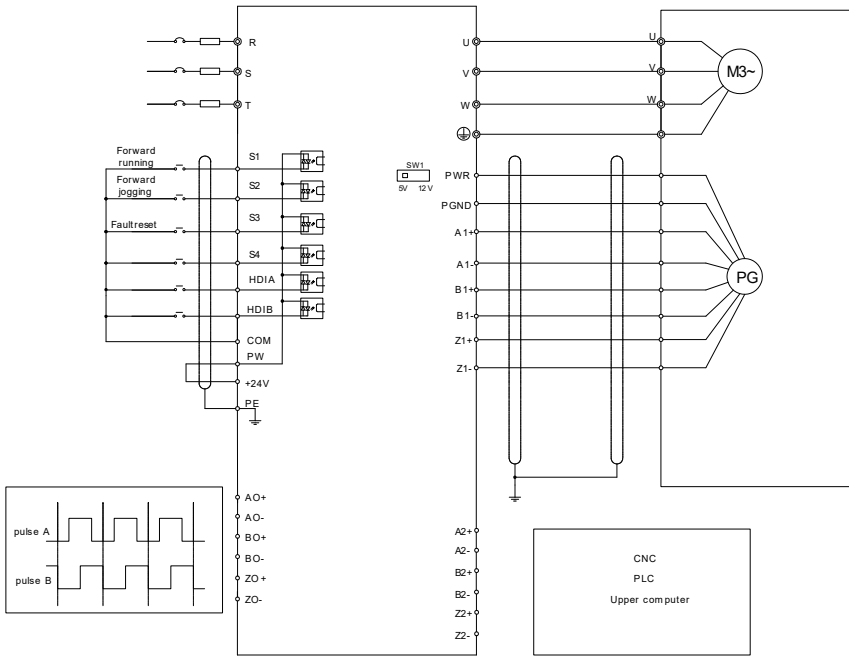 R
S
T
U
V
W
U
V
W
M3~
Forward
running
Forward
jogging
Faultreset
S1
S2
S3
S4
HDIA
HDIB
COM
PW
+24V
PE
SW1
5V 12V
PWR
PGND
A1+
A1-
B1+
B1-
Z1+
Z1-
PG
pulse A
pulse B
AO+
AO-
BO+
BO-
ZO+
ZO-
A2+
A2-
B2+
B2-
Z2+
Z2-
CNC
PLC
Upper computer